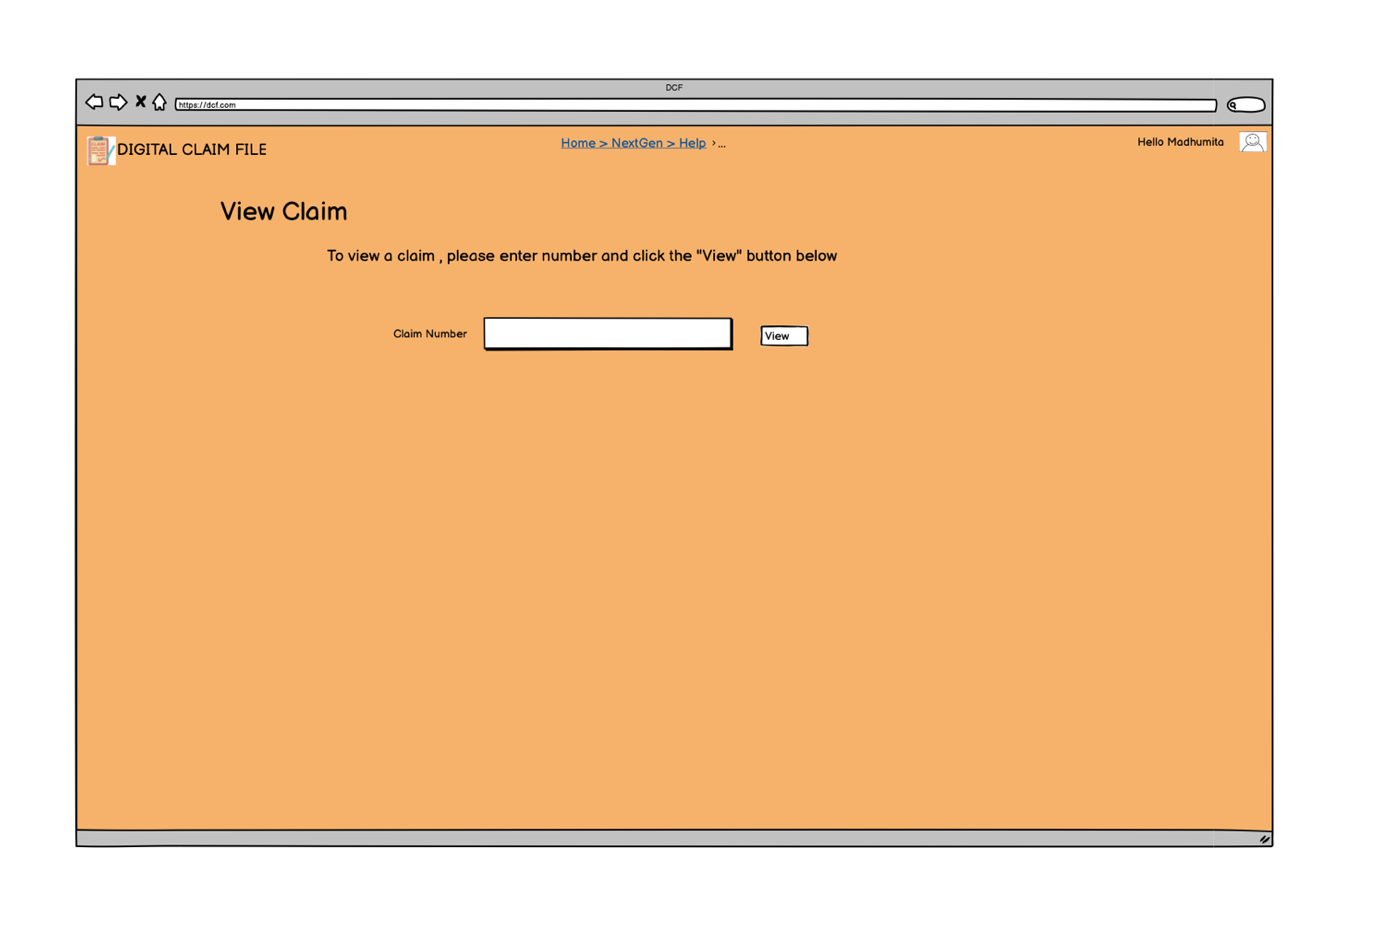 DCF
https://dcf.com
DIGITAL CLAIM FILE
Home > NextGen > Help > ...
Hello Madhumita
View Claim
To view a claim , please enter number and click the "View" button below
Claim Number
View